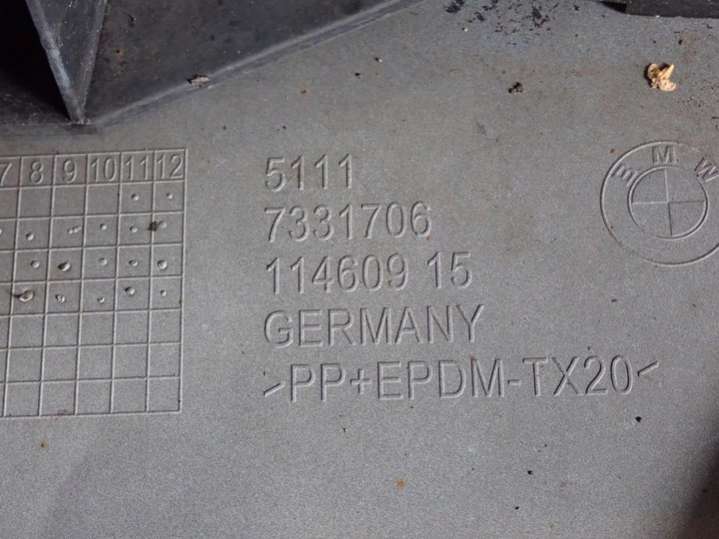 7 8 9 10 11 12
5111
7331706
114609 15
GERMANY
>PP+EPDM-TX20<
BMW